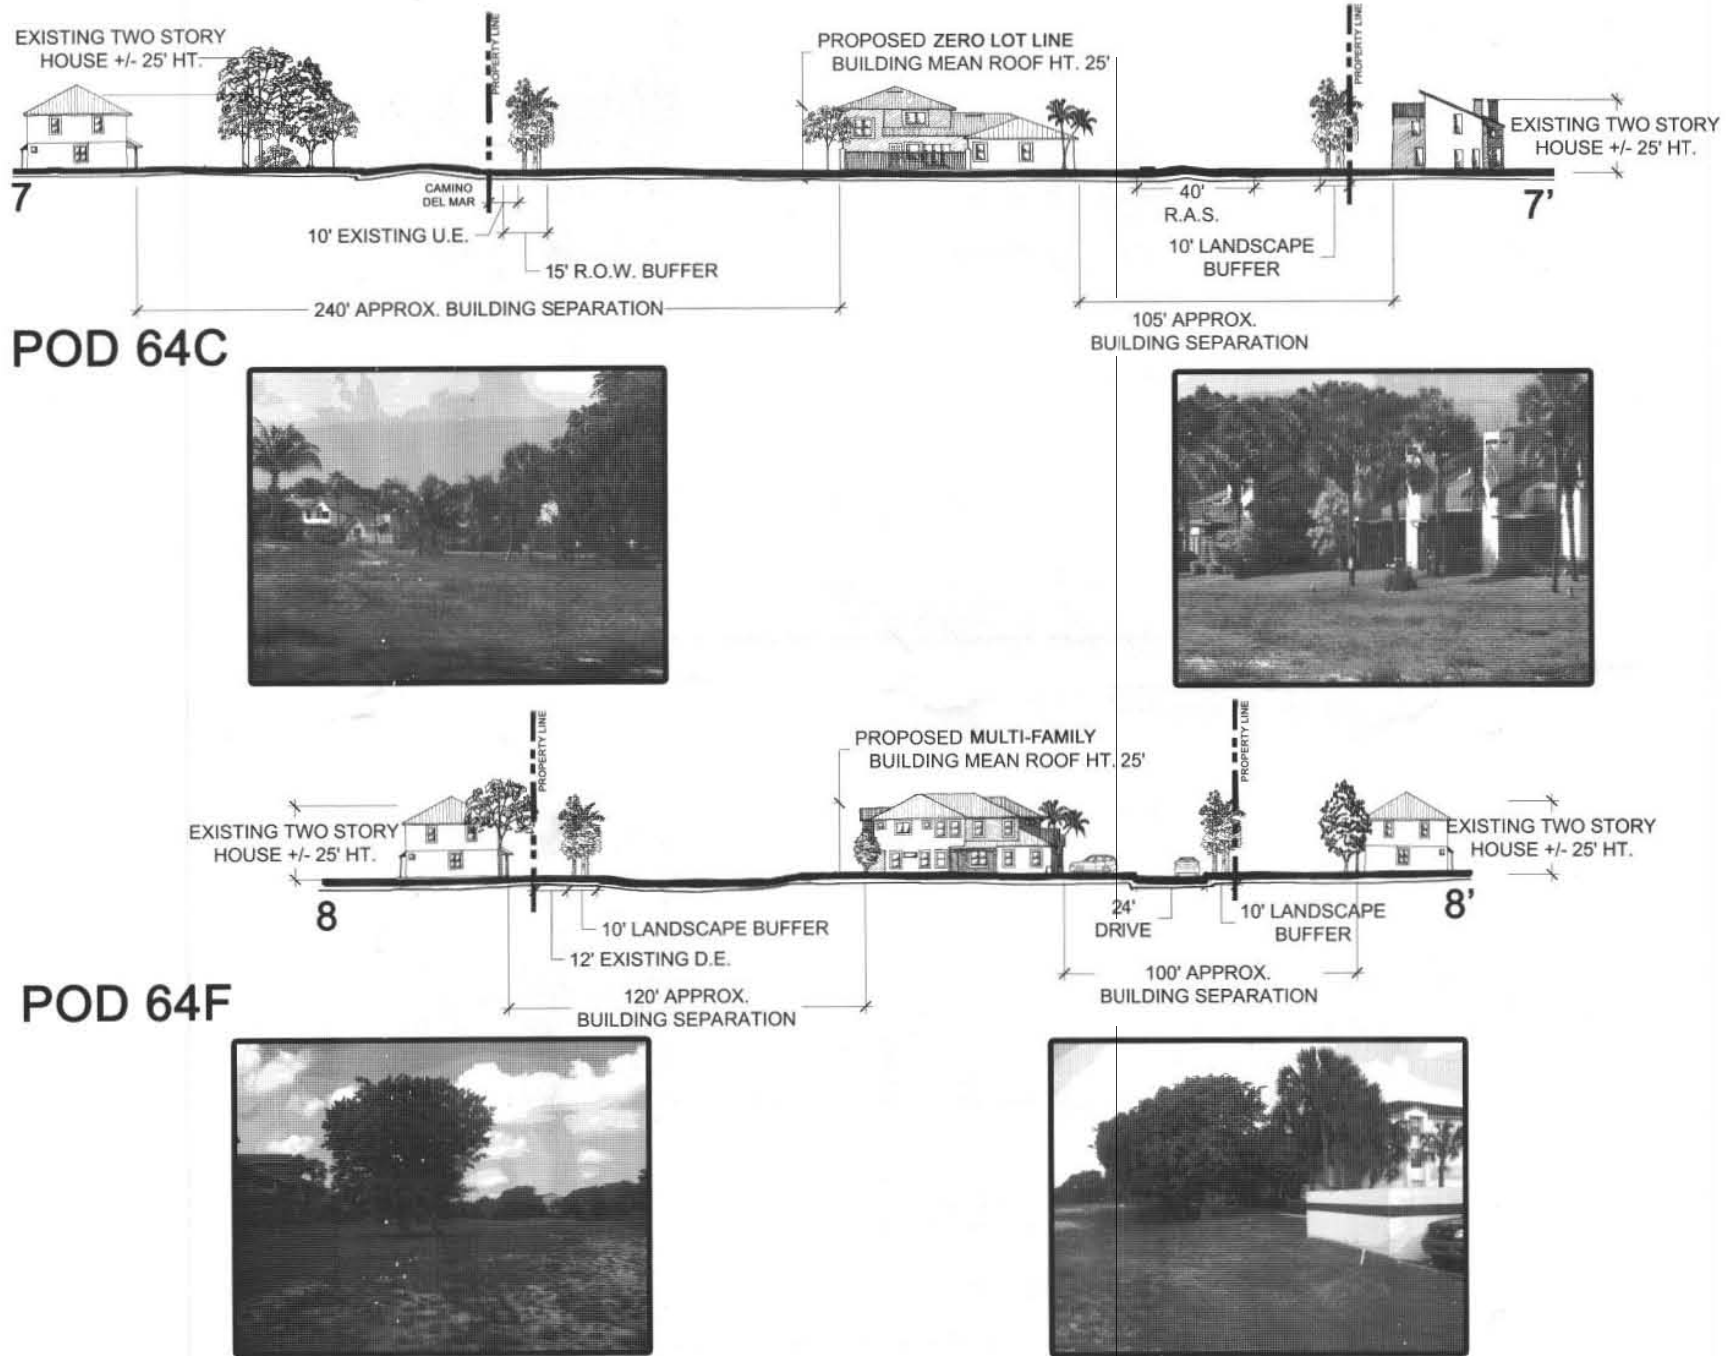 EXISTING TWO STORY
HOUSE +/- 25' HT.
PROPERTY LINE
PROPOSED ZERO LOT LINE
BUILDING MEAN ROOF HT. 25'
PROPERTY LINE
EXISTING TWO STORY
HOUSE +/- 25' HT.
7
CAMINO
DEL MAR
40'
R.A.S.
7'
10' EXISTING U.E.
15' R.O.W. BUFFER
10' LANDSCAPE
BUFFER
240' APPROX. BUILDING SEPARATION
105' APPROX.
BUILDING SEPARATION
POD 64C
PROPERTY LINE
PROPOSED MULTI-FAMILY
BUILDING MEAN ROOF HT. 25'
PROPERTY LINE
EXISTING TWO STORY
HOUSE +/- 25' HT.
EXISTING TWO STORY
HOUSE +/- 25' HT.
8
10' LANDSCAPE BUFFER
12' EXISTING D.E.
24'
DRIVE
10' LANDSCAPE
BUFFER
8'
120' APPROX.
BUILDING SEPARATION
100' APPROX.
BUILDING SEPARATION
POD 64F